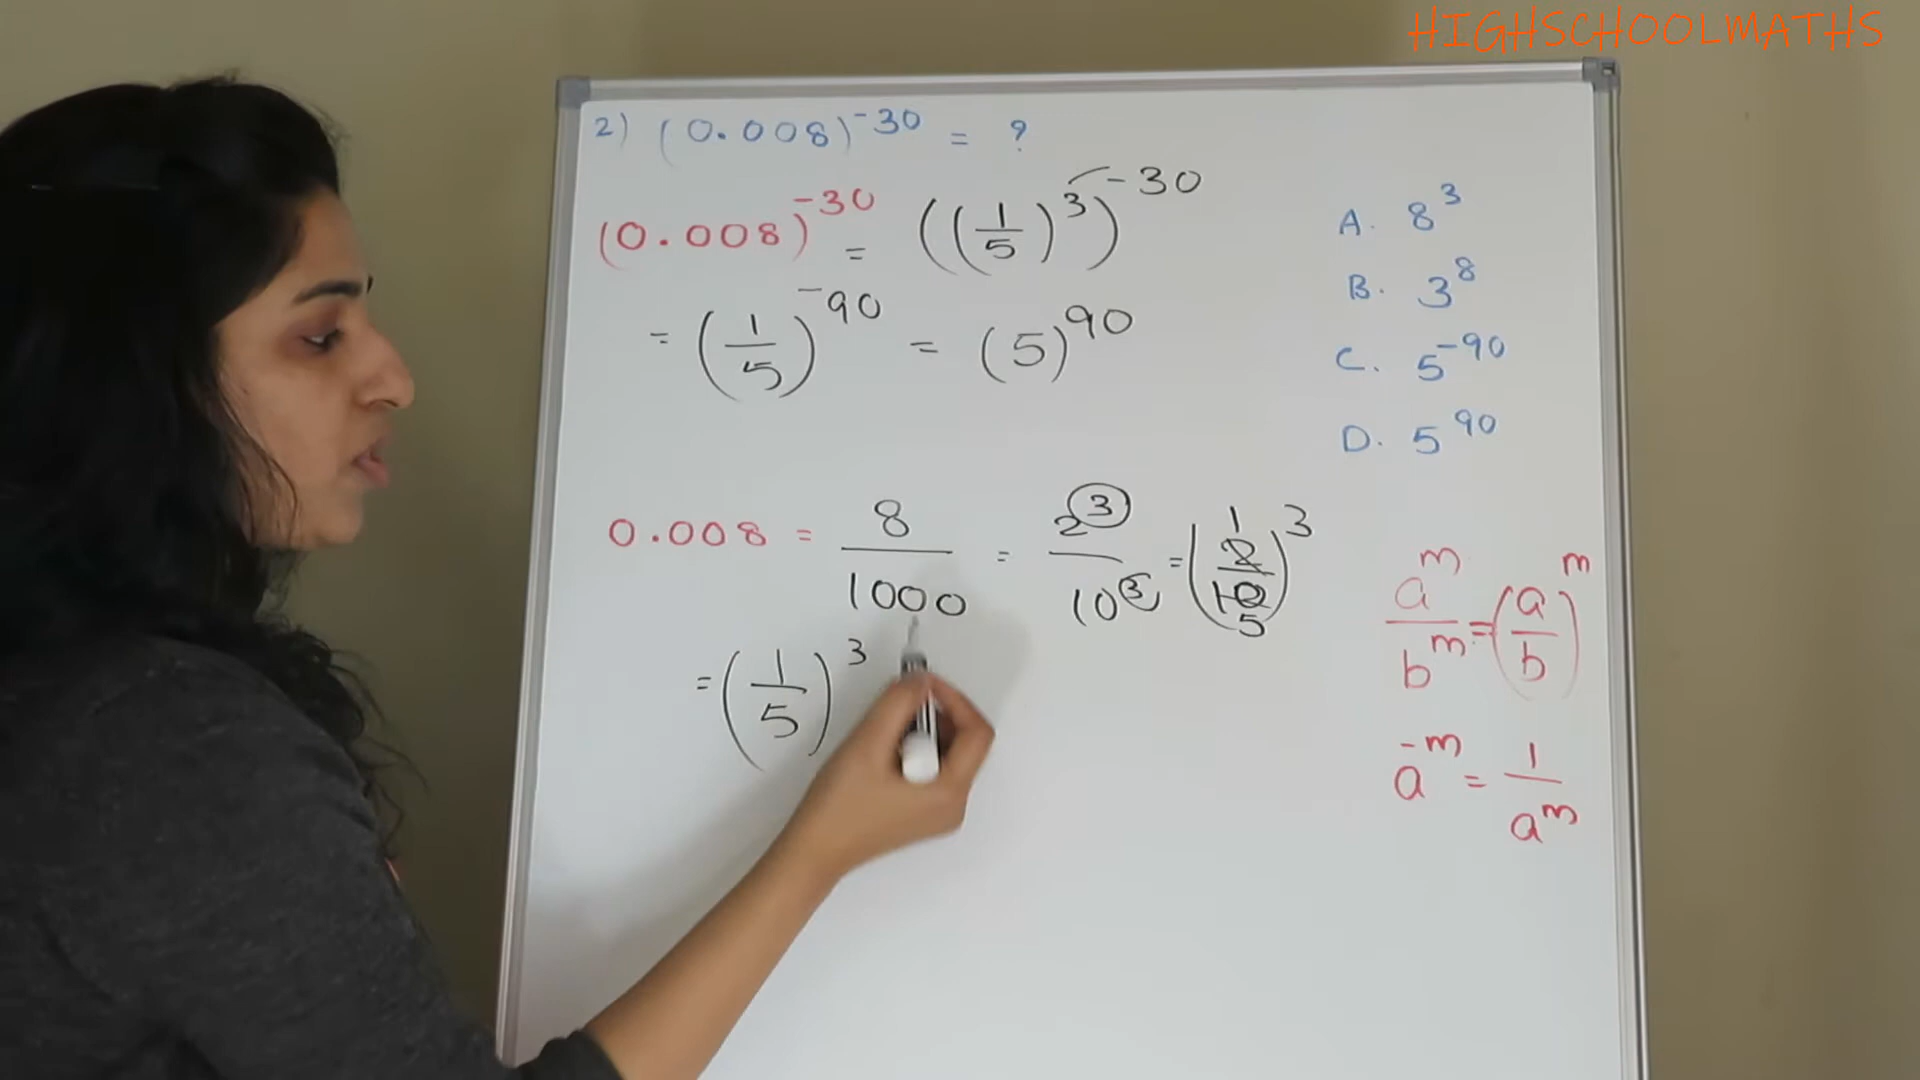 HIGHSCHOOLMATHS
2) (0.008)^-30 = ?
(0.008)^-30 = ((1/5)^3)^-30
= (1/5)^-90 = (5)^90
A. 8^3
B. 3^8
C. 5^-90
D. 5^90
0.008 = 8/1000 = 2^3/10^3 = (2/10)^3
1
5
= (1/5)^3
a^m/b^m = (a/b)^m
a^-m = 1/a^m